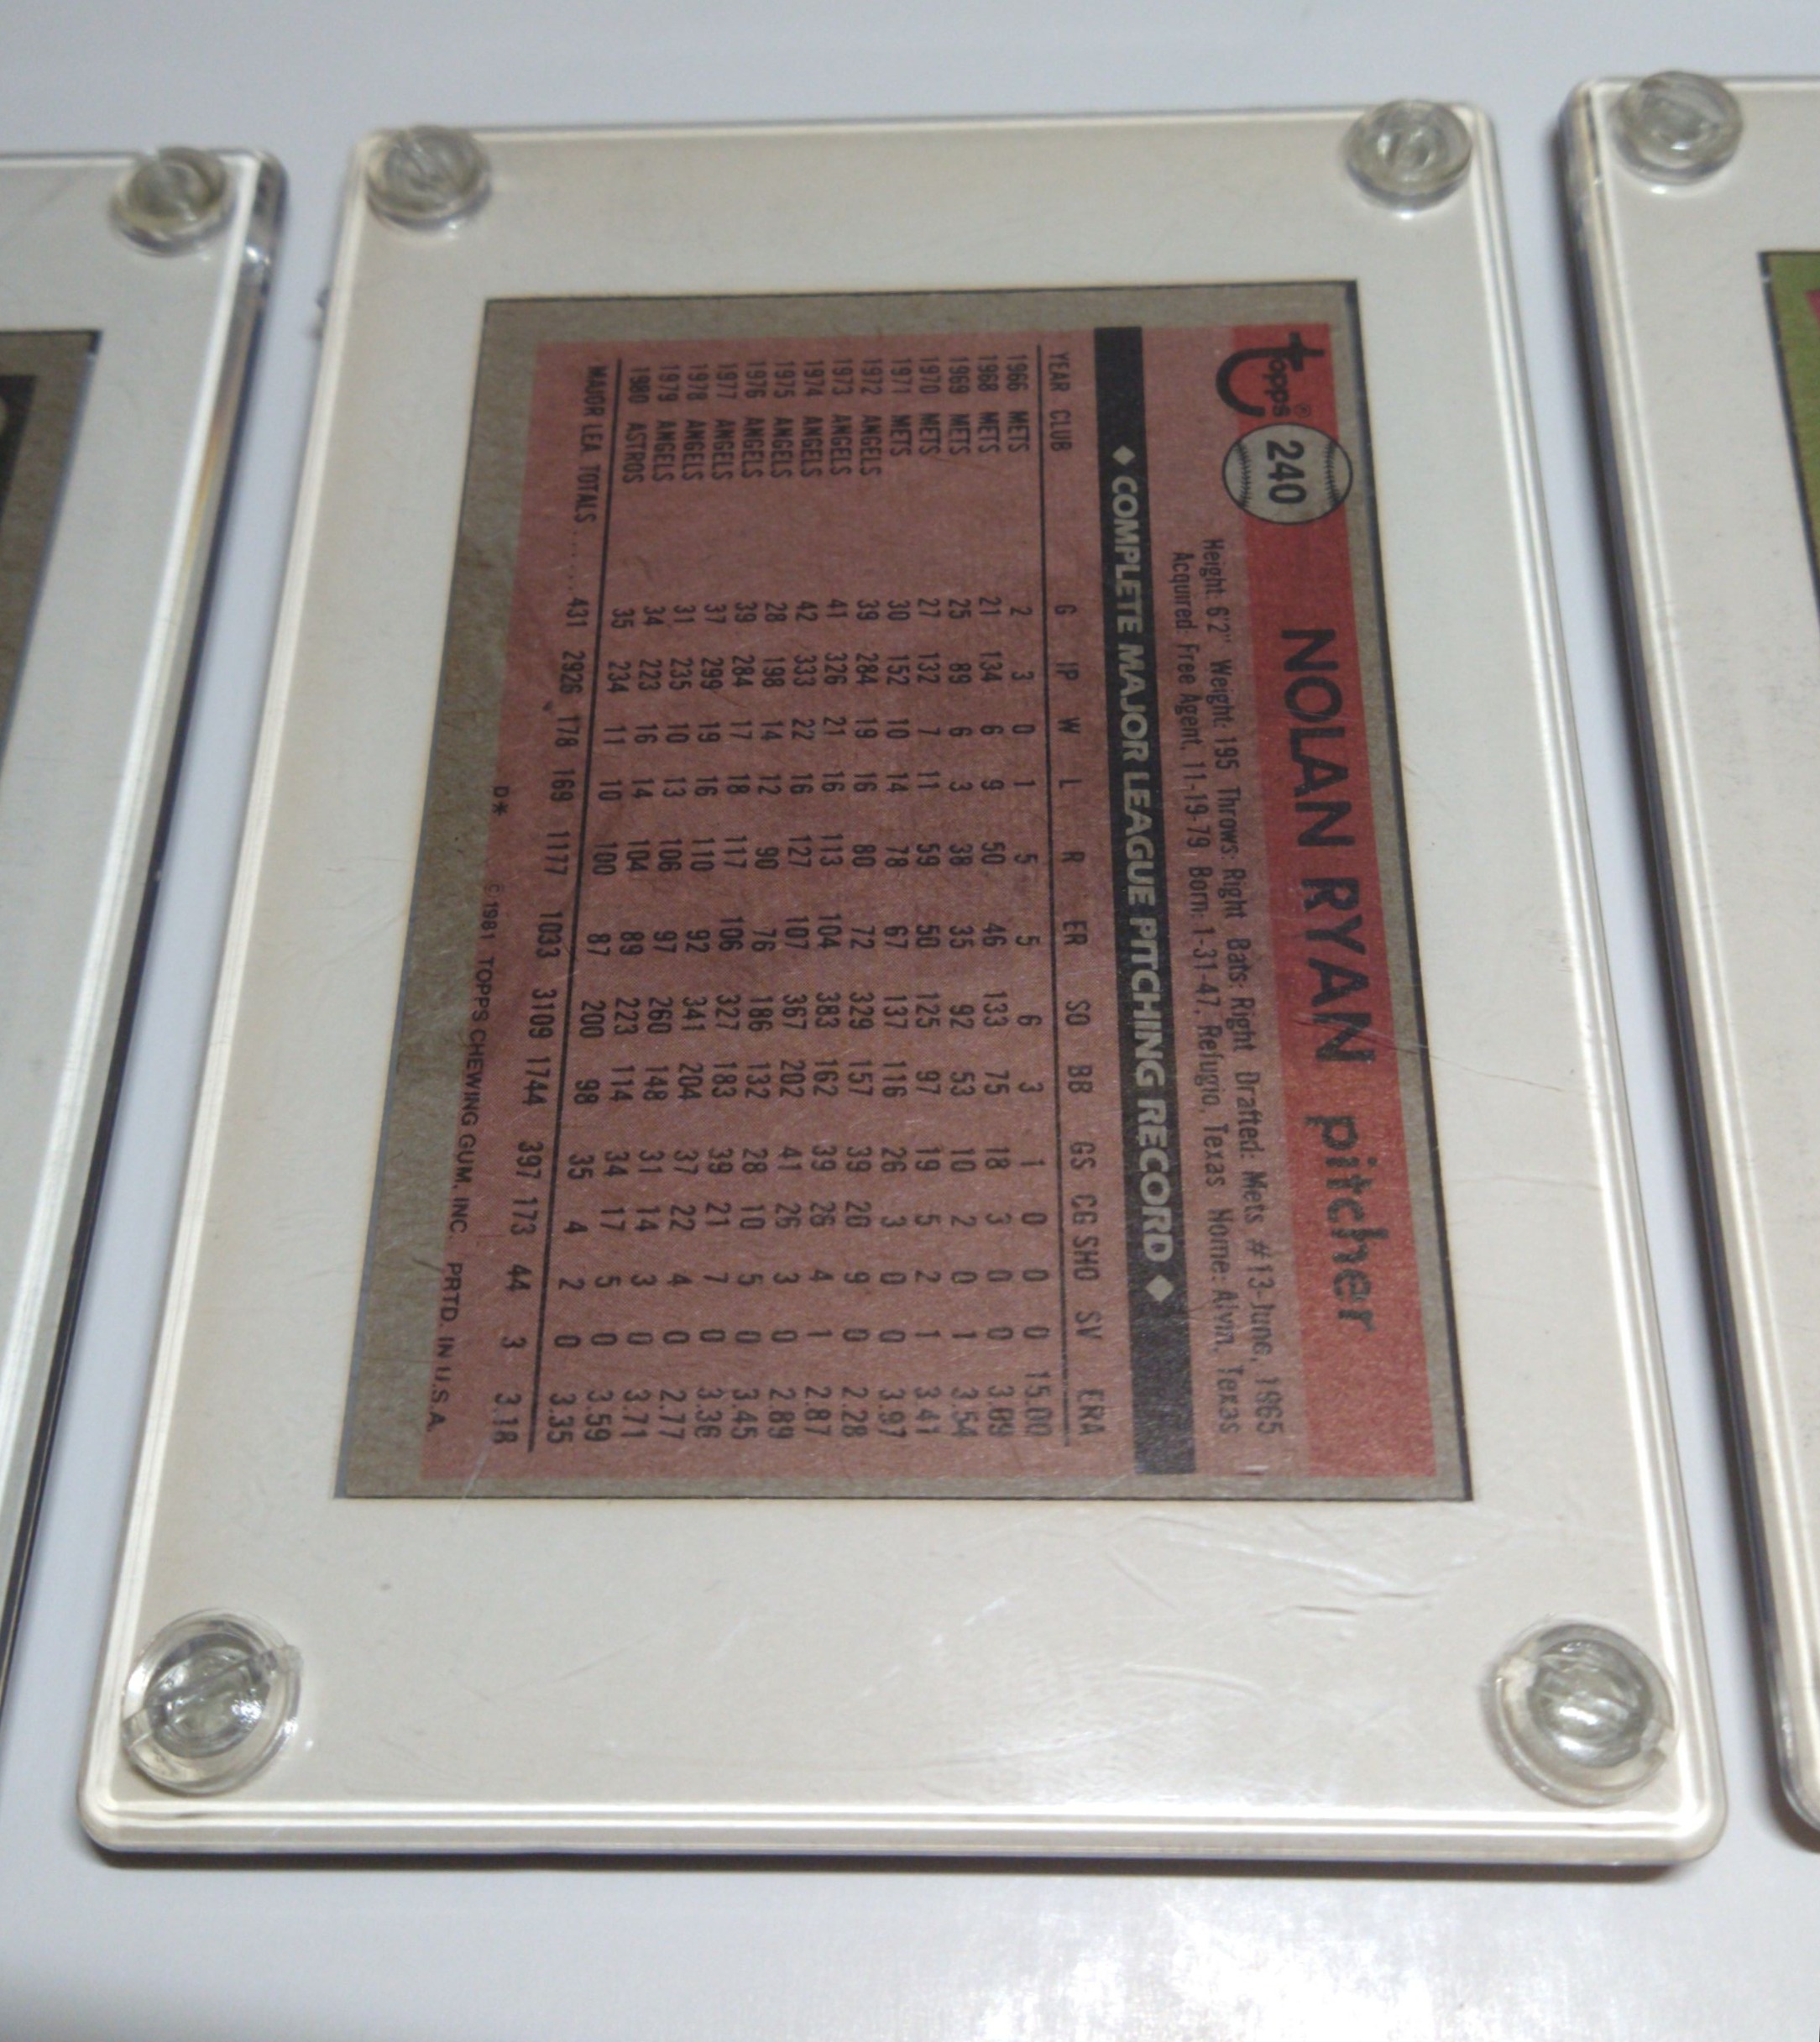 topps® 240 NOLAN RYAN pitcher
Height: 6'2" Weight: 195 Throws: Right Bats: Right Drafted: Mets #13-June, 1965
Acquired: Free Agent, 11-19-79 Born: 1-31-47, Refugio, Texas Home: Alvin, Texas
◆ COMPLETE MAJOR LEAGUE PITCHING RECORD ◆
YEAR CLUB G IP W L R ER SO BB GS CG SHO SV ERA
1966 METS 2 3 0 1 5 5 6 3 1 0 0 0 15.00
1968 METS 21 134 6 9 50 46 133 75 18 3 0 0 3.09
1969 METS 25 89 6 3 38 35 92 53 10 2 0 1 3.54
1970 METS 27 132 7 11 59 50 125 97 19 5 2 1 3.41
1971 METS 30 152 10 14 78 67 137 116 26 3 0 0 3.97
1972 ANGELS 39 284 19 16 80 72 329 157 39 20 9 0 2.28
1973 ANGELS 41 326 21 16 113 104 383 162 39 26 4 1 2.87
1974 ANGELS 42 333 22 16 127 107 367 202 41 26 3 0 2.89
1975 ANGELS 28 198 14 12 90 76 186 132 28 10 5 0 3.45
1976 ANGELS 39 284 17 18 117 106 327 183 39 21 7 0 3.36
1977 ANGELS 37 299 19 16 110 92 341 204 37 22 4 0 2.77
1978 ANGELS 31 235 10 13 106 97 260 148 31 14 3 0 3.71
1979 ANGELS 34 223 16 14 104 89 223 114 34 17 5 0 3.59
1980 ASTROS 35 234 11 10 100 87 200 98 35 4 2 0 3.35
MAJOR LEA. TOTALS ........ 431 2926 178 169 1177 1033 3109 1744 397 173 44 3 3.18
D* © 1981 TOPPS CHEWING GUM, INC. PRTD. IN U.S.A.